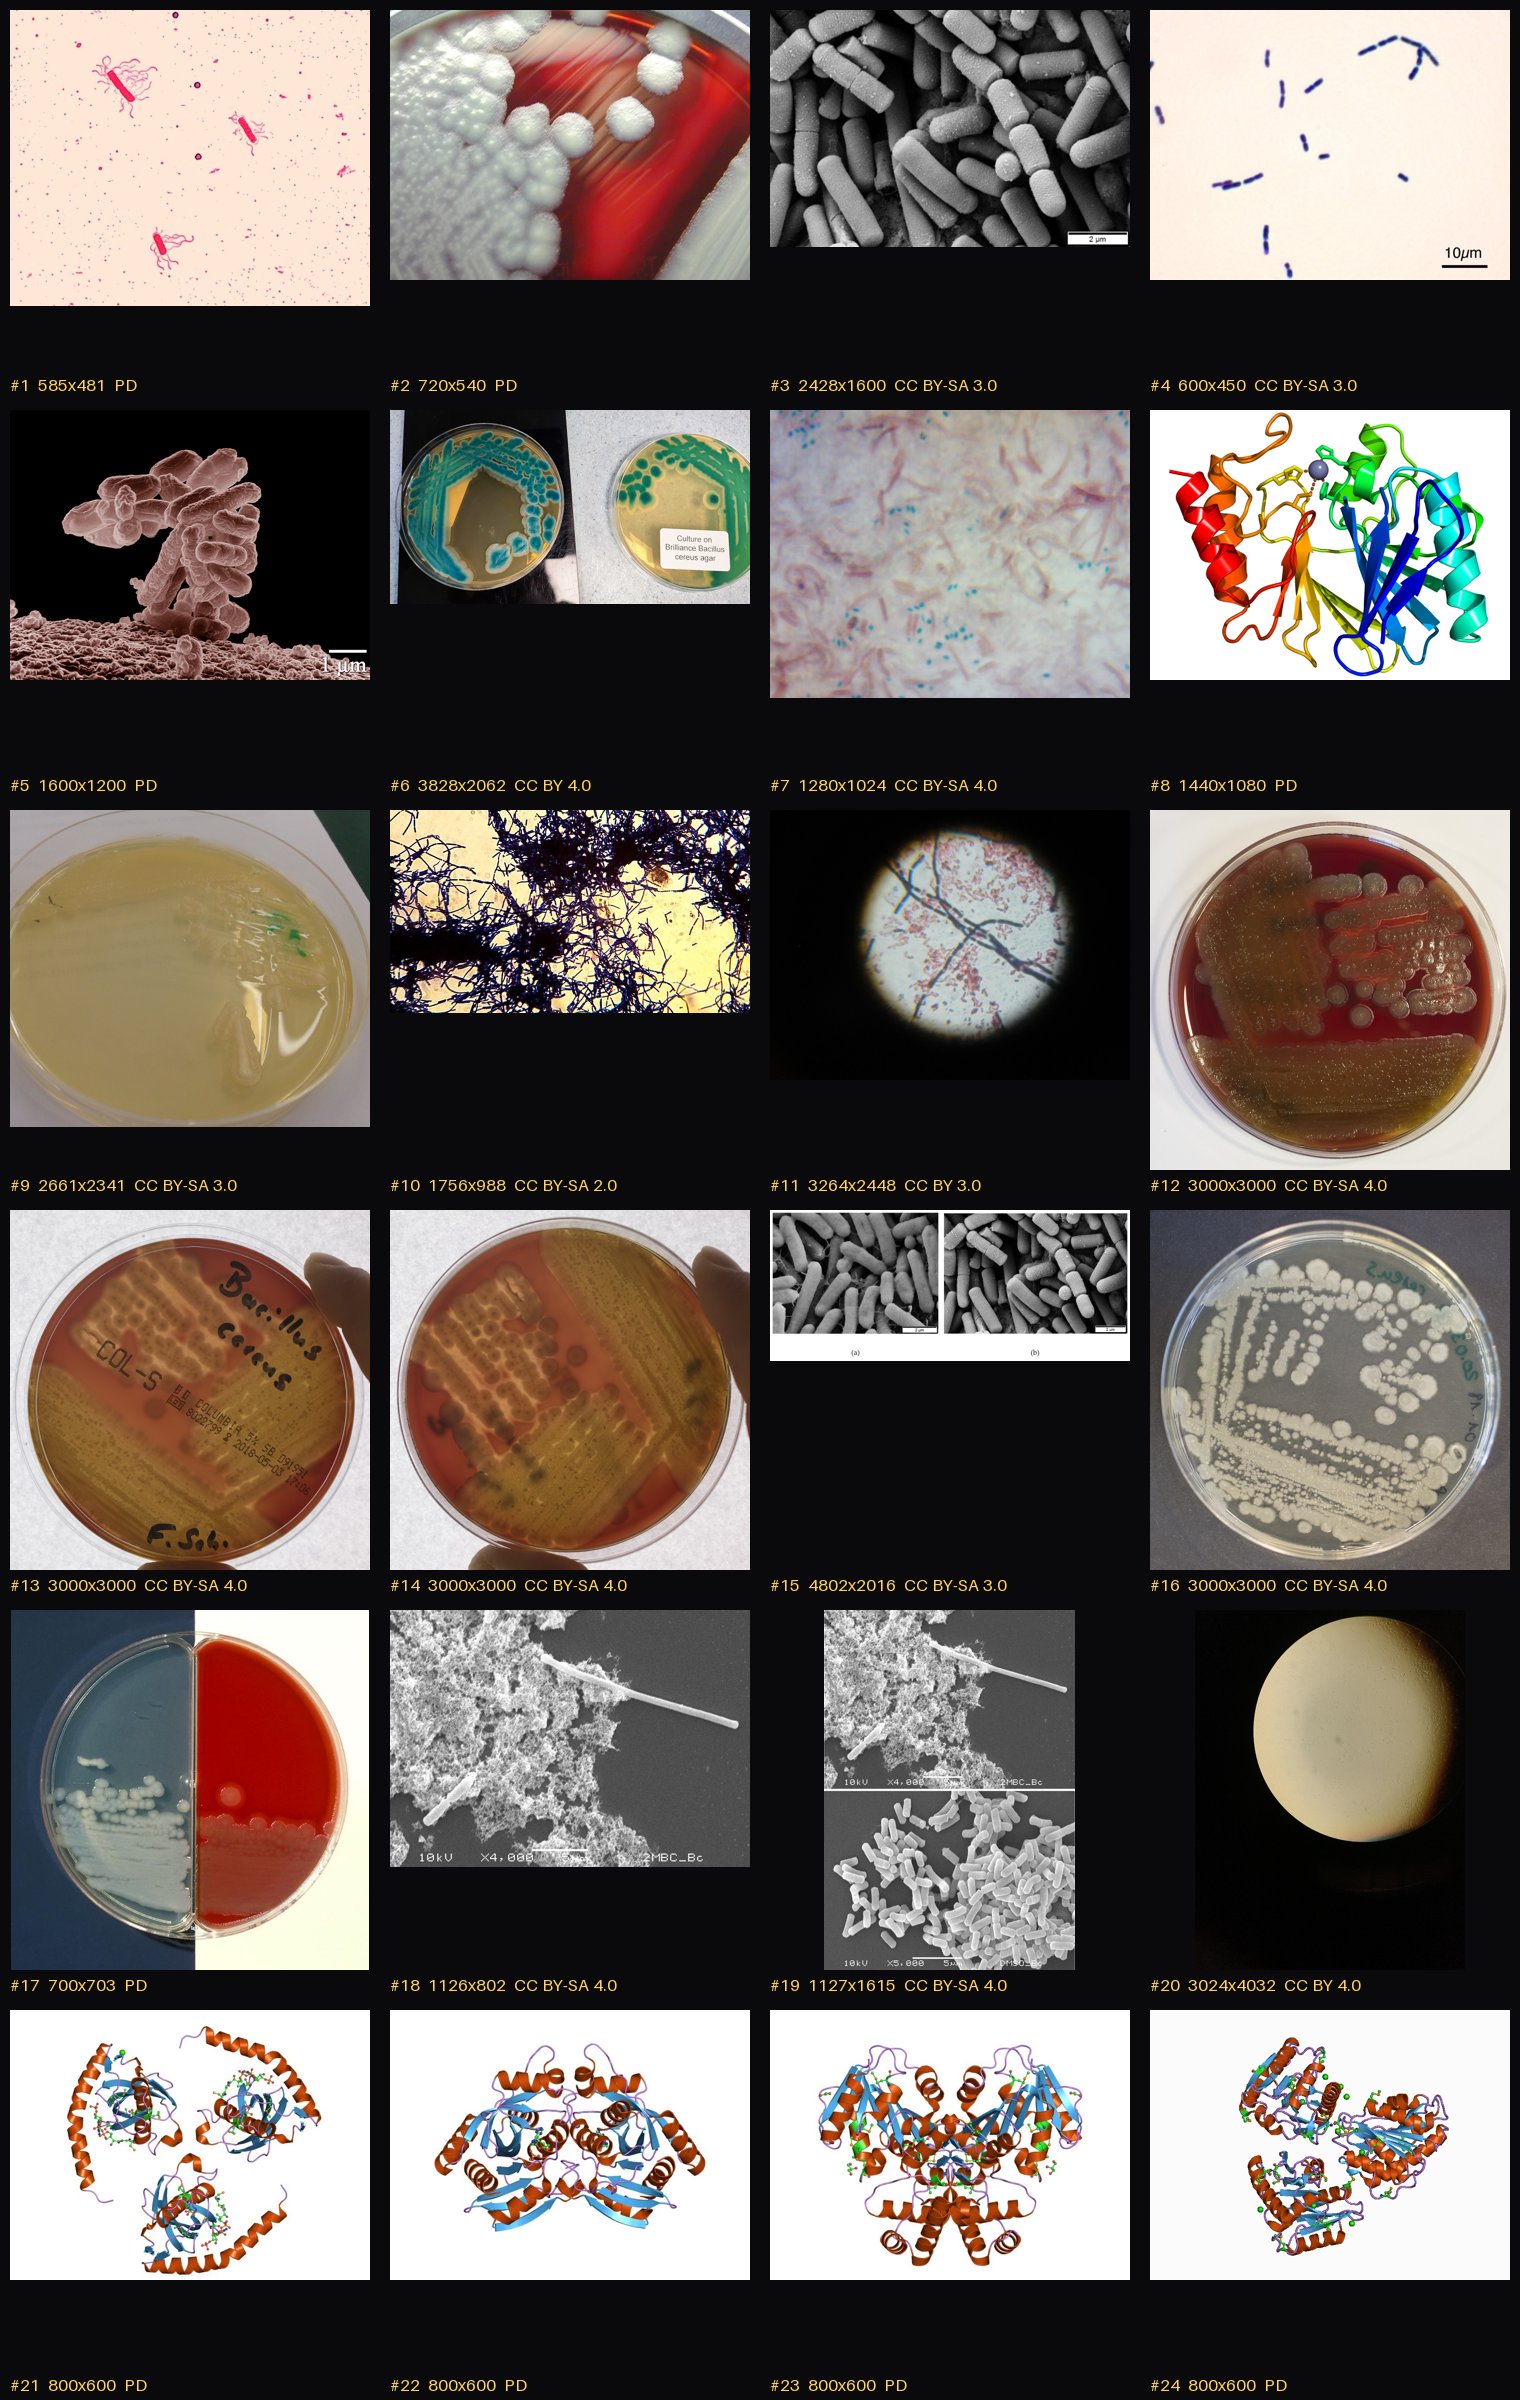 2 µm
10µm
#1 585x481 PD
#2 720x540 PD
#3 2428x1600 CC BY-SA 3.0
#4 600x450 CC BY-SA 3.0
1 µm
Culture on
Brilliance Bacillus
cereus agar
#5 1600x1200 PD
#6 3828x2062 CC BY 4.0
#7 1280x1024 CC BY-SA 4.0
#8 1440x1080 PD
#9 2661x2341 CC BY-SA 3.0
#10 1756x988 CC BY-SA 2.0
#11 3264x2448 CC BY 3.0
#12 3000x3000 CC BY-SA 4.0
Bacillus
cereus
COL-S
COLUMBIA 5% SB
F. Sch.
(a)
(b)
#13 3000x3000 CC BY-SA 4.0
#14 3000x3000 CC BY-SA 4.0
#15 4802x2016 CC BY-SA 3.0
#16 3000x3000 CC BY-SA 4.0
10kV X4,000 5µm 2MBC_Bc
10kV X4,000 5µm 2MBC_Bc
10kV X5,000 5µm DMSO_Bc
#17 700x703 PD
#18 1126x802 CC BY-SA 4.0
#19 1127x1615 CC BY-SA 4.0
#20 3024x4032 CC BY 4.0
#21 800x600 PD
#22 800x600 PD
#23 800x600 PD
#24 800x600 PD